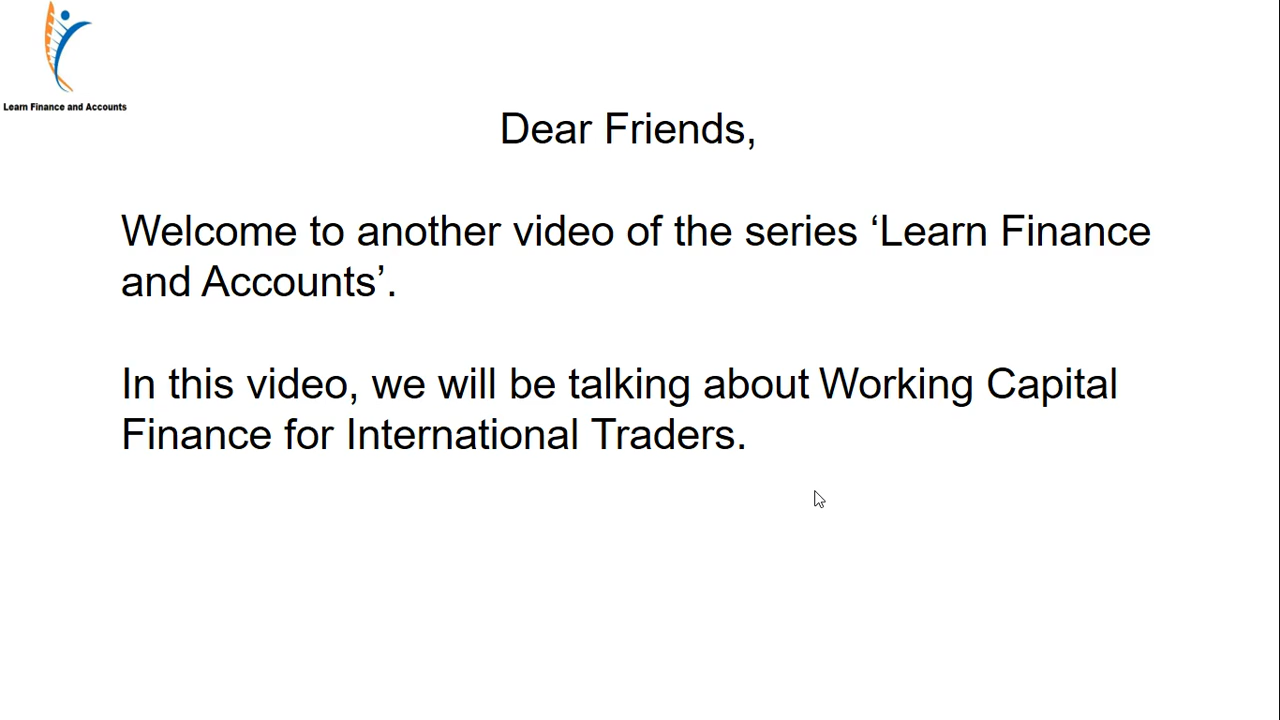 Learn Finance and Accounts
Dear Friends,
Welcome to another video of the series ‘Learn Finance
and Accounts’.
In this video, we will be talking about Working Capital
Finance for International Traders.